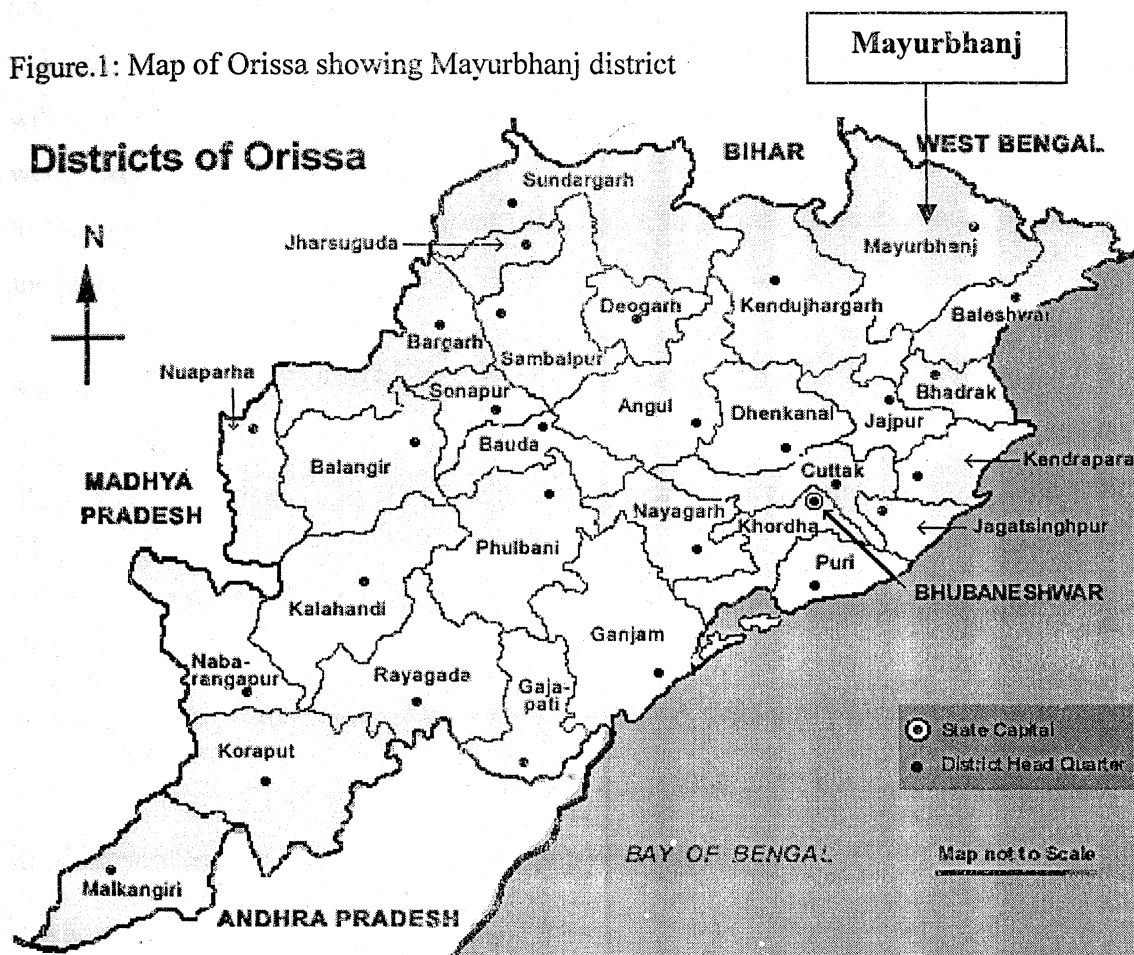 Mayurbhanj
Figure.1: Map of Orissa showing Mayurbhanj district
Districts of Orissa
BIHAR
WEST BENGAL
Sundargarh
N
Jharsuguda
Mayurbhanj
Deogarh
Kendujhargarh
Baleshwar
Bargarh
Sambalpur
Nuaparha
Sonapur
Angul
Dhenkanal
Bhadrak
Jajpur
Bauda
Balangir
Cuttak
Kendrapara
MADHYA
PRADESH
Nayagarh
Khordha
Jagatsinghpur
Phulbani
Puri
BHUBANESHWAR
Kalahandi
Ganjam
Naba-
rangapur
Rayagada
Gaja-
pati
State Capital
Koraput
District Head Quarter
BAY OF BENGAL
Map not to Scale
Malkangiri
ANDHRA PRADESH